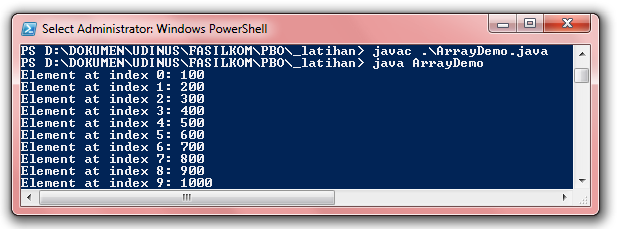 Select Administrator: Windows PowerShell
PS D:\DOKUMEN\UDINUS\FASILKOM\PBO\_latihan> javac .\ArrayDemo.java
PS D:\DOKUMEN\UDINUS\FASILKOM\PBO\_latihan> java ArrayDemo
Element at index 0: 100
Element at index 1: 200
Element at index 2: 300
Element at index 3: 400
Element at index 4: 500
Element at index 5: 600
Element at index 6: 700
Element at index 7: 800
Element at index 8: 900
Element at index 9: 1000